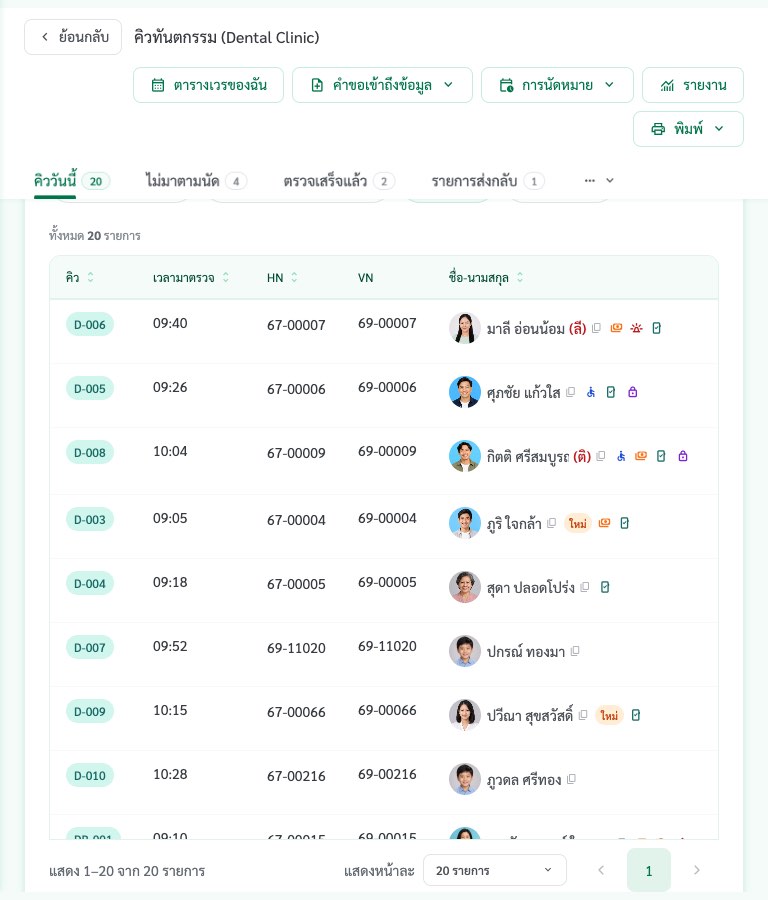 ย้อนกลับ คิวทันตกรรม (Dental Clinic)
ตารางเวรของฉัน คำขอเข้าถึงข้อมูล การนัดหมาย รายงาน
พิมพ์
คิววันนี้ 20 ไม่มาตามนัด 4 ตรวจเสร็จแล้ว 2 รายการส่งกลับ 1 ...
ทั้งหมด 20 รายการ
คิว เวลามาตรวจ HN VN ชื่อ-นามสกุล
D-006 09:40 67-00007 69-00007 มาลี อ่อนน้อม (ลี)
D-005 09:26 67-00006 69-00006 ศุภชัย แก้วใส
D-008 10:04 67-00009 69-00009 กิตติ ศรีสมบูรณ (ติ)
D-003 09:05 67-00004 69-00004 ภูริ ใจกล้า ใหม่
D-004 09:18 67-00005 69-00005 สุดา ปลอดโปร่ง
D-007 09:52 69-11020 69-11020 ปกรณ์ ทองมา
D-009 10:15 67-00066 69-00066 ปวีณา สุขสวัสดิ์ ใหม่
D-010 10:28 67-00216 69-00216 ภูวดล ศรีทอง
09:10 67-00015 69-00015
แสดง 1–20 จาก 20 รายการ แสดงหน้าละ 20 รายการ 1